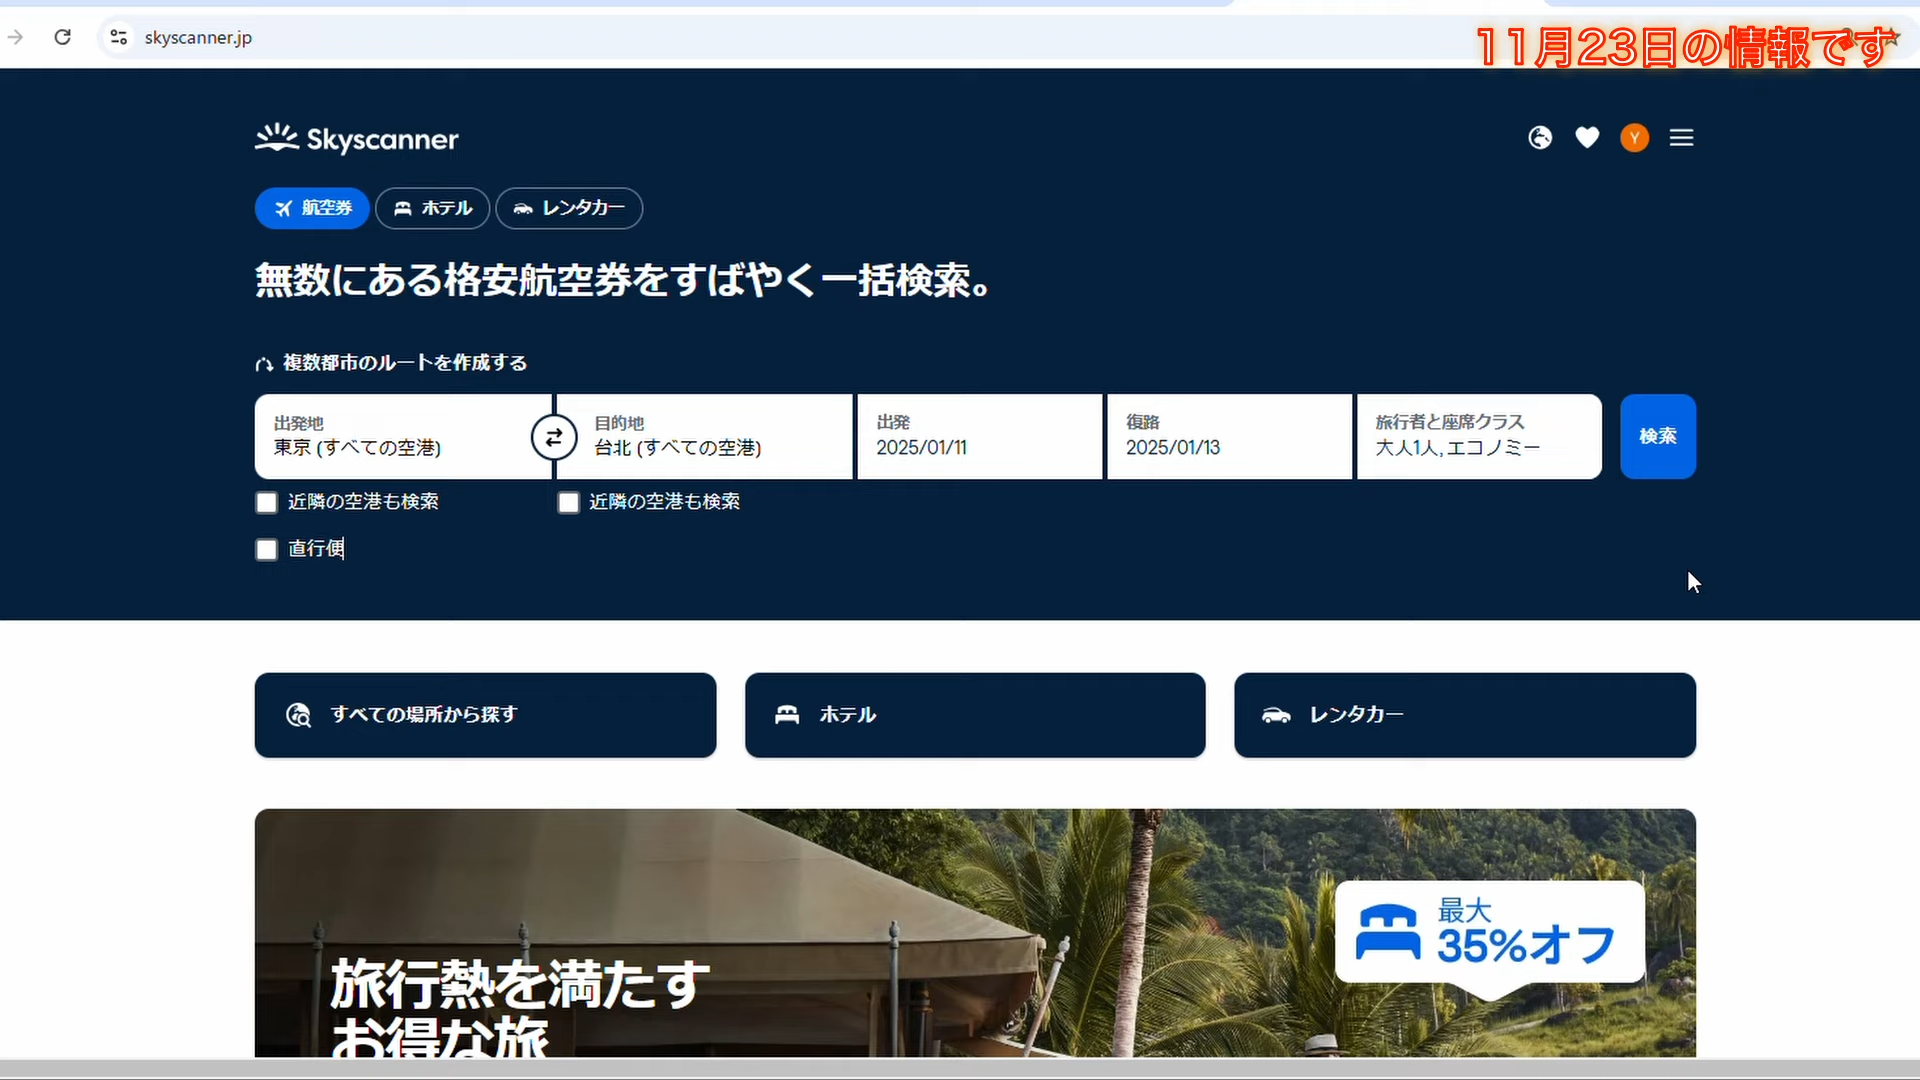 skyscanner.jp
11月23日の情報です
Skyscanner
Y
航空券
ホテル
レンタカー
無数にある格安航空券をすばやく一括検索。
複数都市のルートを作成する
出発地
東京 (すべての空港)
目的地
台北 (すべての空港)
出発
2025/01/11
復路
2025/01/13
旅行者と座席クラス
大人1人, エコノミー
検索
近隣の空港も検索
近隣の空港も検索
直行便
すべての場所から探す
ホテル
レンタカー
最大
35%オフ
旅行熱を満たす
お得な旅